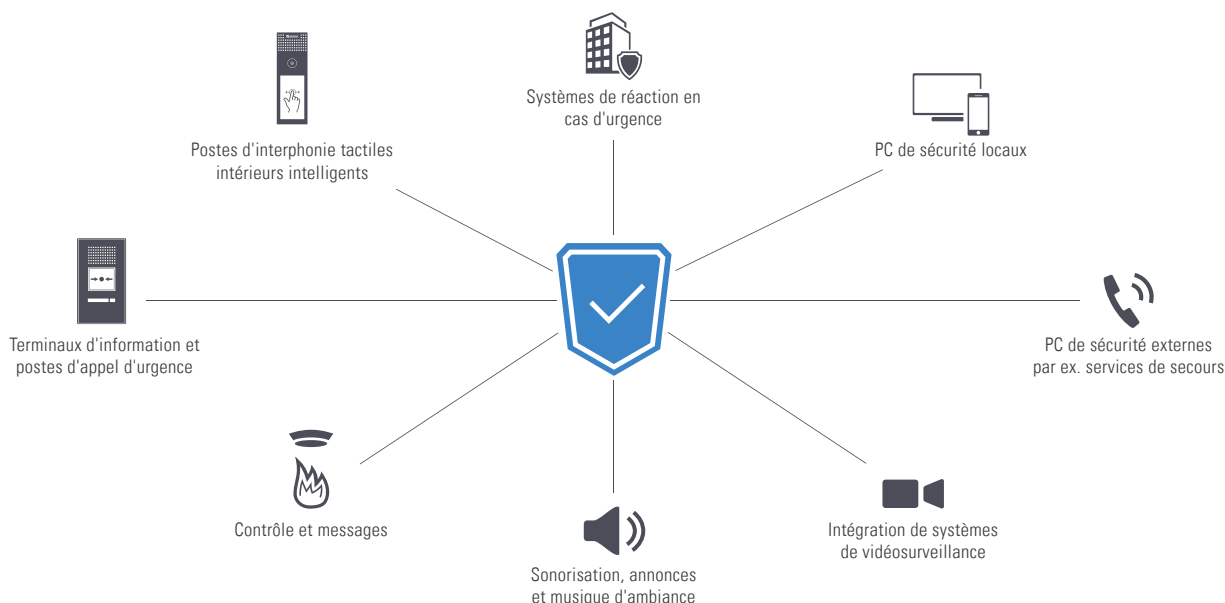 Systèmes de réaction en
cas d'urgence
Postes d'interphonie tactiles
intérieurs intelligents
PC de sécurité locaux
Terminaux d'information et
postes d'appel d'urgence
PC de sécurité externes
par ex. services de secours
Contrôle et messages
Intégration de systèmes
de vidéosurveillance
Sonorisation, annonces
et musique d'ambiance